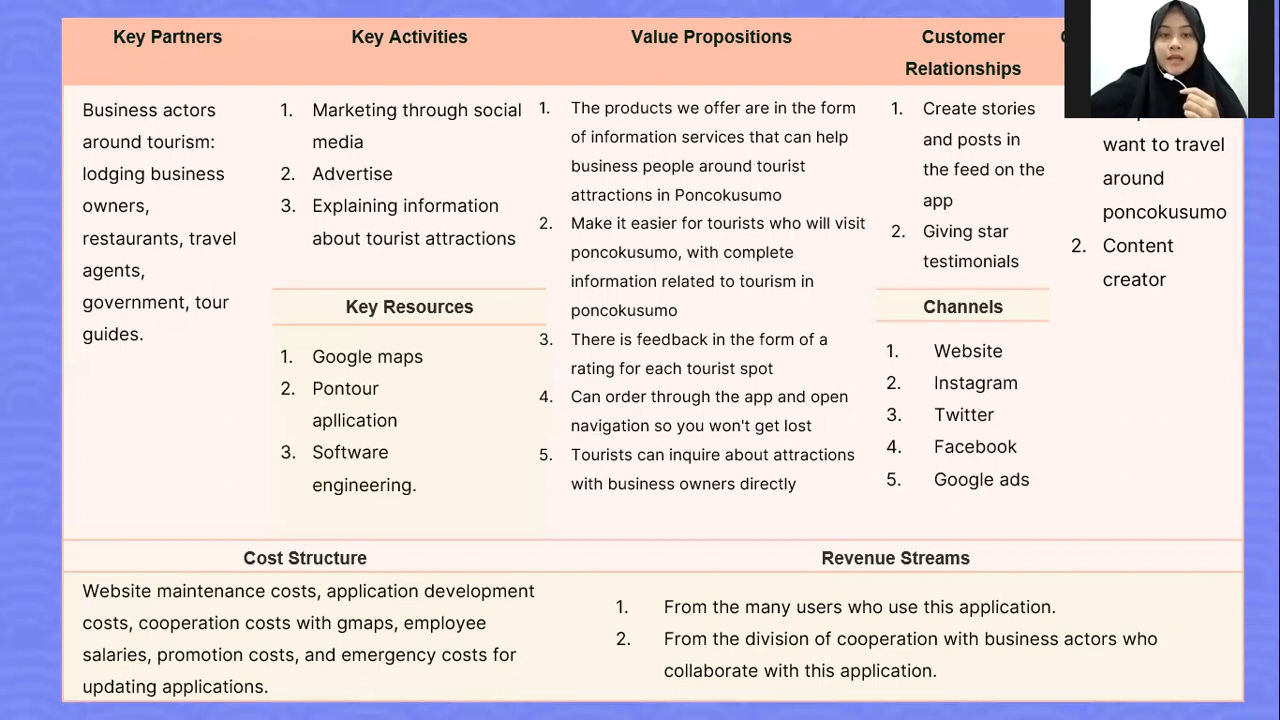 Key Partners
Business actors
around tourism:
lodging business
owners,
restaurants, travel
agents,
government, tour
guides.
Key Activities
1. Marketing through social
media
2. Advertise
3. Explaining information
about tourist attractions
Key Resources
1. Google maps
2. Pontour
apllication
3. Software
engineering.
Value Propositions
1. The products we offer are in the form
of information services that can help
business people around tourist
attractions in Poncokusumo
2. Make it easier for tourists who will visit
poncokusumo, with complete
information related to tourism in
poncokusumo
3. There is feedback in the form of a
rating for each tourist spot
4. Can order through the app and open
navigation so you won't get lost
5. Tourists can inquire about attractions
with business owners directly
Customer
Relationships
1. Create stories
and posts in
the feed on the
app
2. Giving star
testimonials
Channels
1. Website
2. Instagram
3. Twitter
4. Facebook
5. Google ads
want to travel
around
poncokusumo
2. Content
creator
Cost Structure
Website maintenance costs, application development
costs, cooperation costs with gmaps, employee
salaries, promotion costs, and emergency costs for
updating applications.
Revenue Streams
1. From the many users who use this application.
2. From the division of cooperation with business actors who
collaborate with this application.